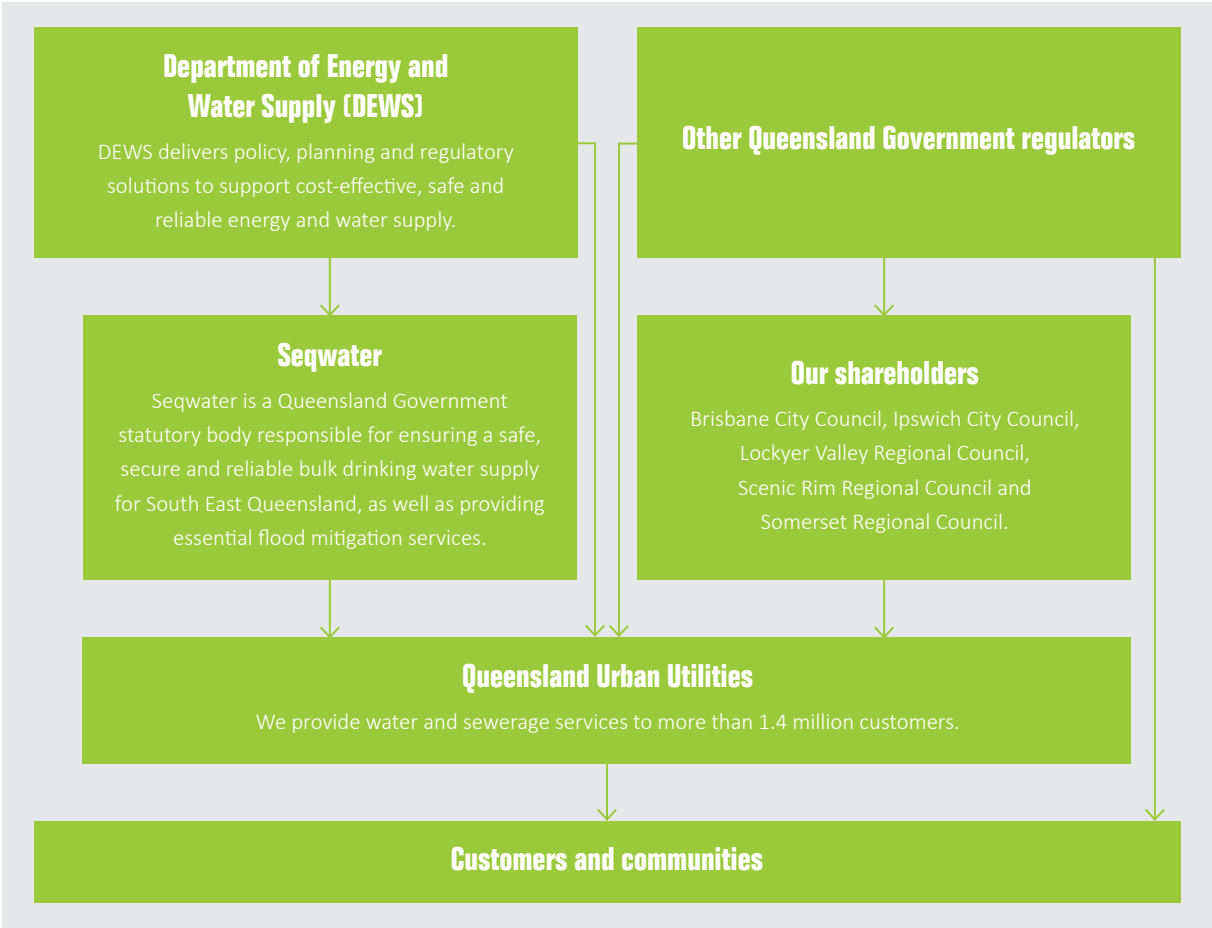 Department of Energy and
Water Supply (DEWS)
DEWS delivers policy, planning and regulatory
solutions to support cost-effective, safe and
reliable energy and water supply.
Other Queensland Government regulators
Seqwater
Seqwater is a Queensland Government
statutory body responsible for ensuring a safe,
secure and reliable bulk drinking water supply
for South East Queensland, as well as providing
essential flood mitigation services.
Our shareholders
Brisbane City Council, Ipswich City Council,
Lockyer Valley Regional Council,
Scenic Rim Regional Council and
Somerset Regional Council.
Queensland Urban Utilities
We provide water and sewerage services to more than 1.4 million customers.
Customers and communities